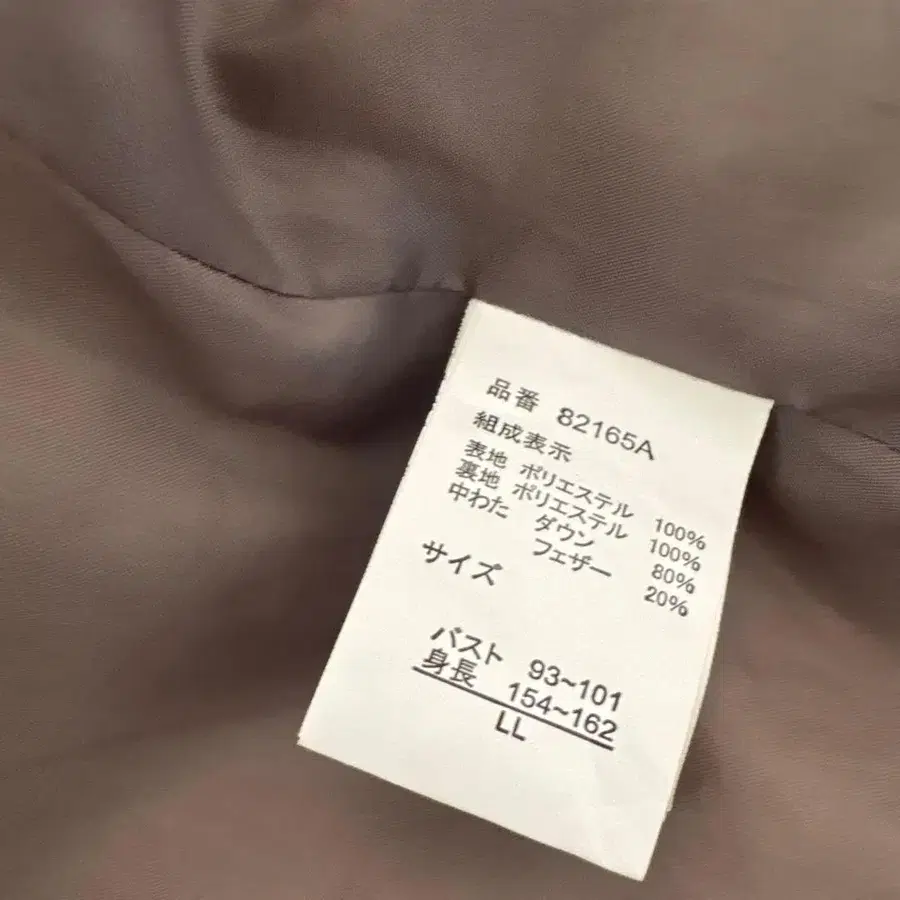 品番 82165A
組成表示
表地 ポリエステル 100%
裏地 ポリエステル 100%
中わた ダウン 80%
フェザー 20%
サイズ
バスト 93~101
身長 154~162
LL